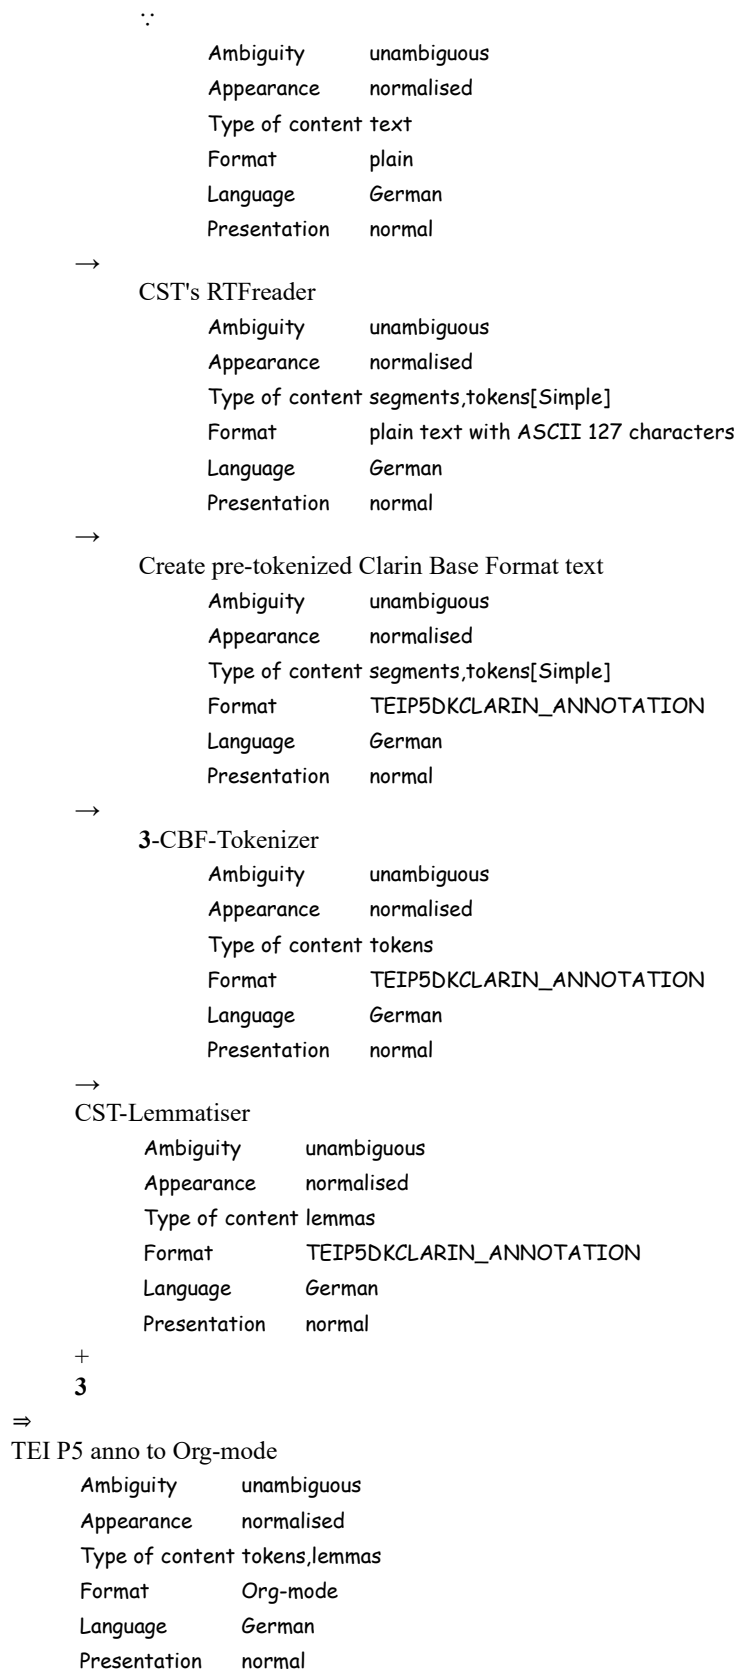 ∵
Ambiguity unambiguous
Appearance normalised
Type of content text
Format plain
Language German
Presentation normal
→
CST's RTFreader
Ambiguity unambiguous
Appearance normalised
Type of content segments,tokens[Simple]
Format plain text with ASCII 127 characters
Language German
Presentation normal
→
Create pre-tokenized Clarin Base Format text
Ambiguity unambiguous
Appearance normalised
Type of content segments,tokens[Simple]
Format TEIP5DKCLARIN_ANNOTATION
Language German
Presentation normal
→
3-CBF-Tokenizer
Ambiguity unambiguous
Appearance normalised
Type of content tokens
Format TEIP5DKCLARIN_ANNOTATION
Language German
Presentation normal
→
CST-Lemmatiser
Ambiguity unambiguous
Appearance normalised
Type of content lemmas
Format TEIP5DKCLARIN_ANNOTATION
Language German
Presentation normal
+
3
⇒
TEI P5 anno to Org-mode
Ambiguity unambiguous
Appearance normalised
Type of content tokens,lemmas
Format Org-mode
Language German
Presentation normal